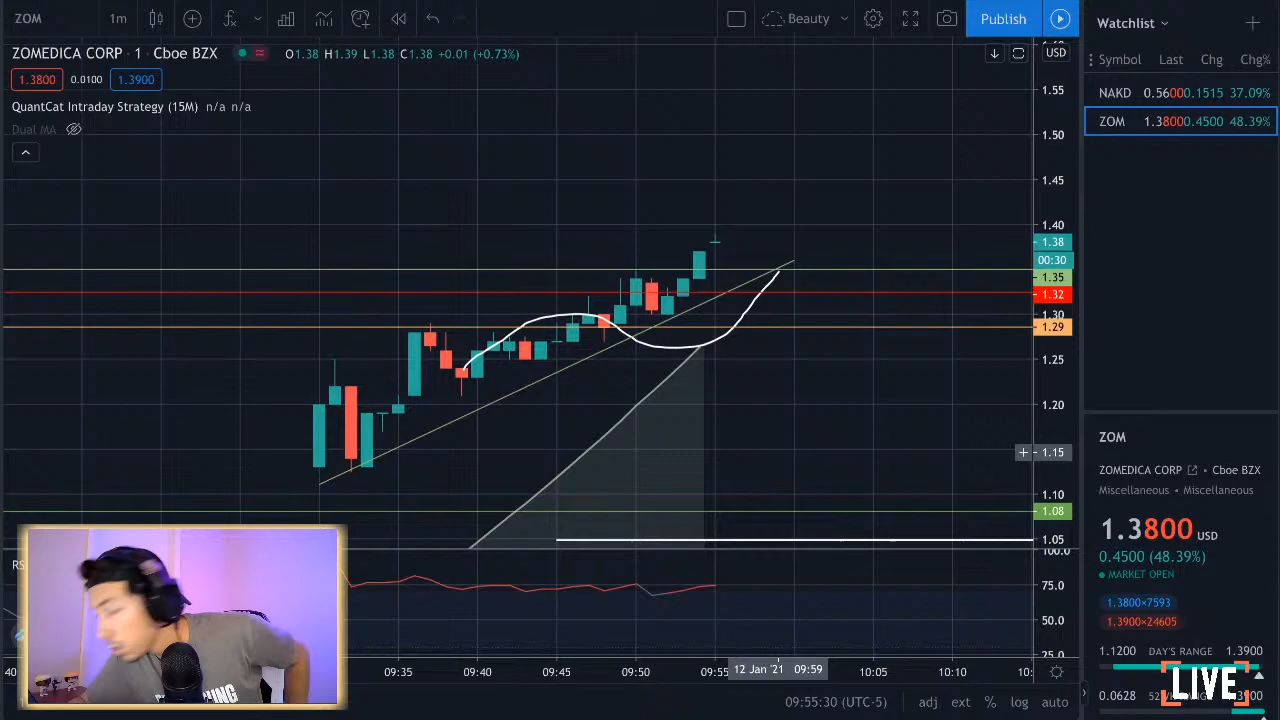 ZOM 1m Beauty Publish Watchlist
ZOMEDICA CORP · 1 · Cboe BZX O1.38 H1.39 L1.38 C1.38 +0.01 (+0.73%) USD
1.3800 0.0100 1.3900
QuantCat Intraday Strategy (15M) n/a n/a
Dual MA
Symbol Last Chg Chg%
NAKD 0.5600 0.1515 37.09%
ZOM 1.3800 0.4500 48.39%
1.55
1.50
1.45
1.40
1.38
00:30
1.35
1.32
1.30
1.29
1.25
1.20
1.15
1.10
1.08
1.05
100.0
75.0
50.0
25.0
RS
:40 09:35 09:40 09:45 09:50 09:55 12 Jan '21 09:59 10:05 10:10 10:
09:55:30 (UTC-5) adj ext % log auto
ZOM
ZOMEDICA CORP · Cboe BZX
Miscellaneous · Miscellaneous
1.3800 USD
0.4500 (48.39%)
MARKET OPEN
1.3800×7593
1.3900×24605
1.1200 DAY'S RANGE 1.3900
0.0628
LIVE